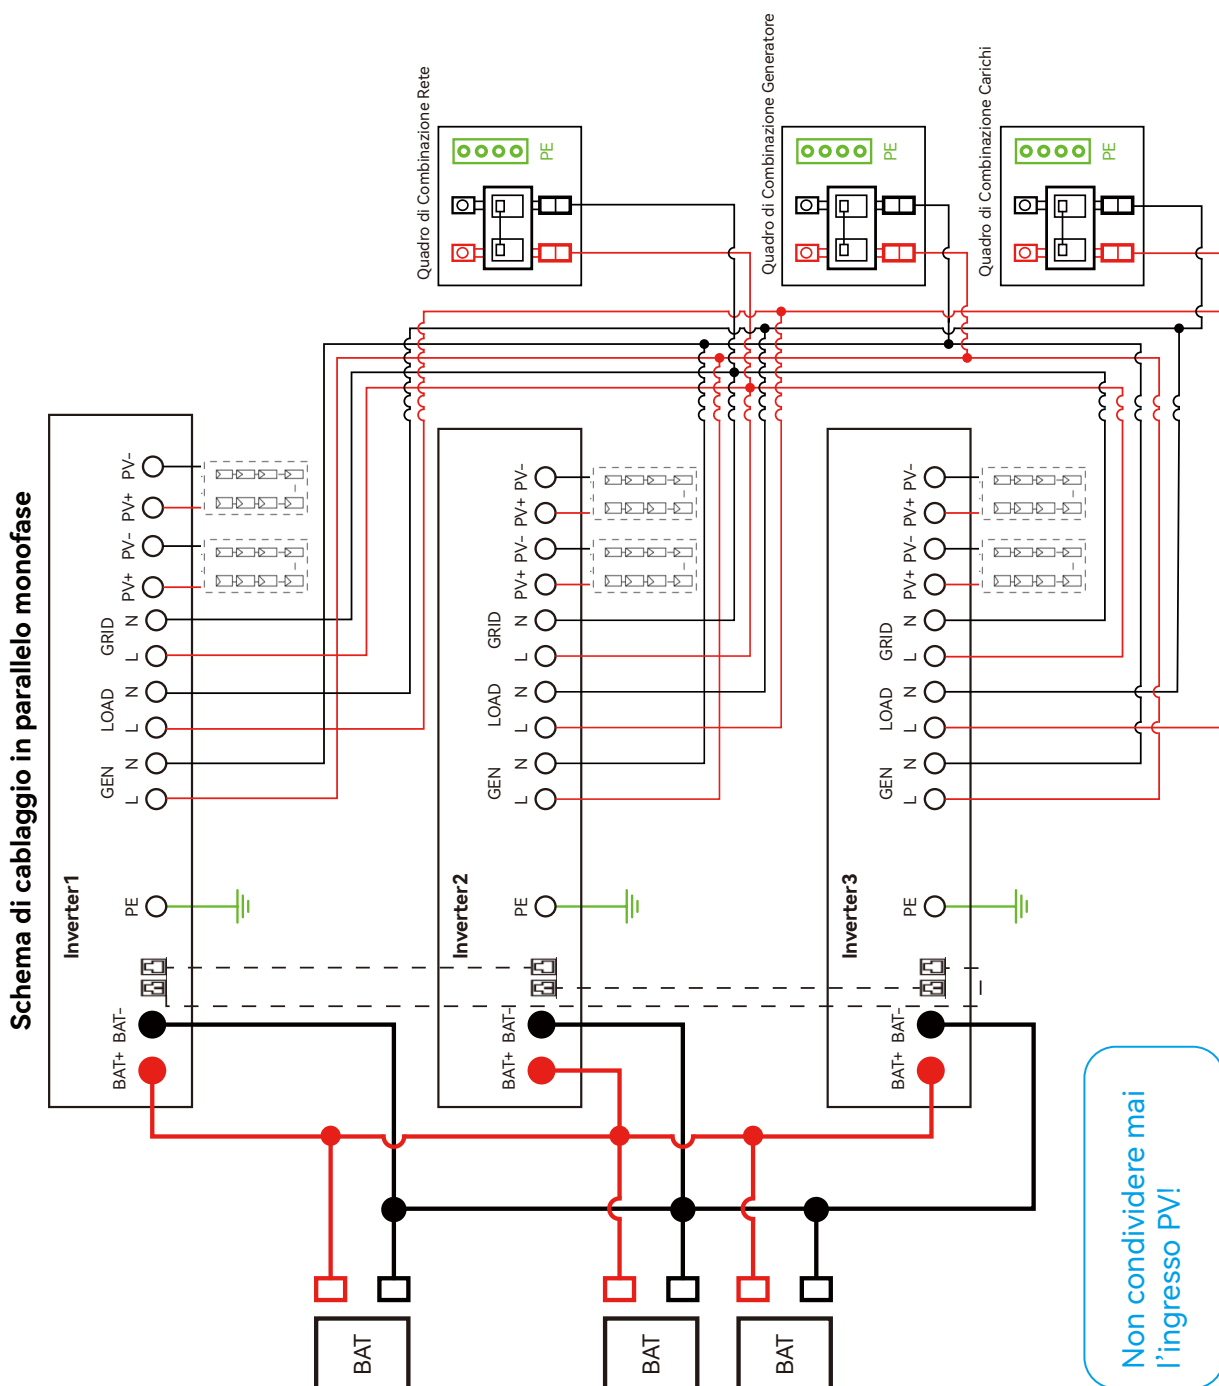 Schema di cablaggio in parallelo monofase
Quadro di Combinazione Rete
PE
Quadro di Combinazione Generatore
PE
Quadro di Combinazione Carichi
PE
Inverter1
BAT+
BAT-
PE
GEN
L
N
LOAD
L
N
GRID
L
N
PV+
PV-
PV+
PV-
Inverter2
BAT+
BAT-
PE
GEN
L
N
LOAD
L
N
GRID
L
N
PV+
PV-
PV+
PV-
Inverter3
BAT+
BAT-
PE
GEN
L
N
LOAD
L
N
GRID
L
N
PV+
PV-
PV+
PV-
BAT
BAT
BAT
Non condividere mai
l'ingresso PV!